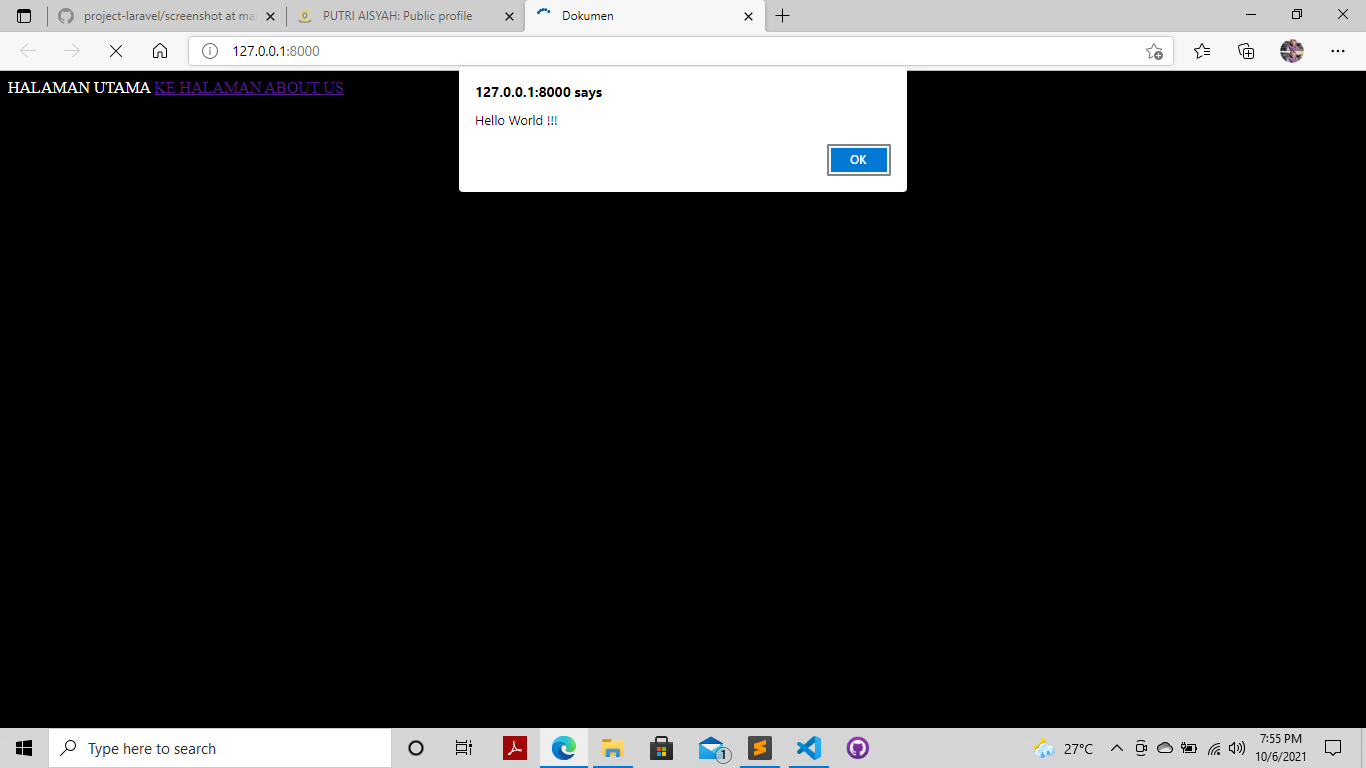 project-laravel/screenshot at ma
PUTRI AISYAH: Public profile
Dokumen
127.0.0.1:8000
HALAMAN UTAMA KE HALAMAN ABOUT US
127.0.0.1:8000 says
Hello World !!!
OK
Type here to search
1
27°C
7:55 PM
10/6/2021